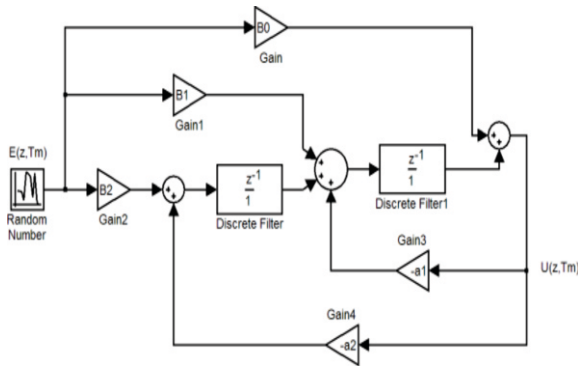 B0
Gain
B1
Gain1
E(z,Tm)
B2
Gain2
Random
Number
z-1
1
Discrete Filter
z-1
1
Discrete Filter1
Gain3
-a1
U(z,Tm)
Gain4
-a2